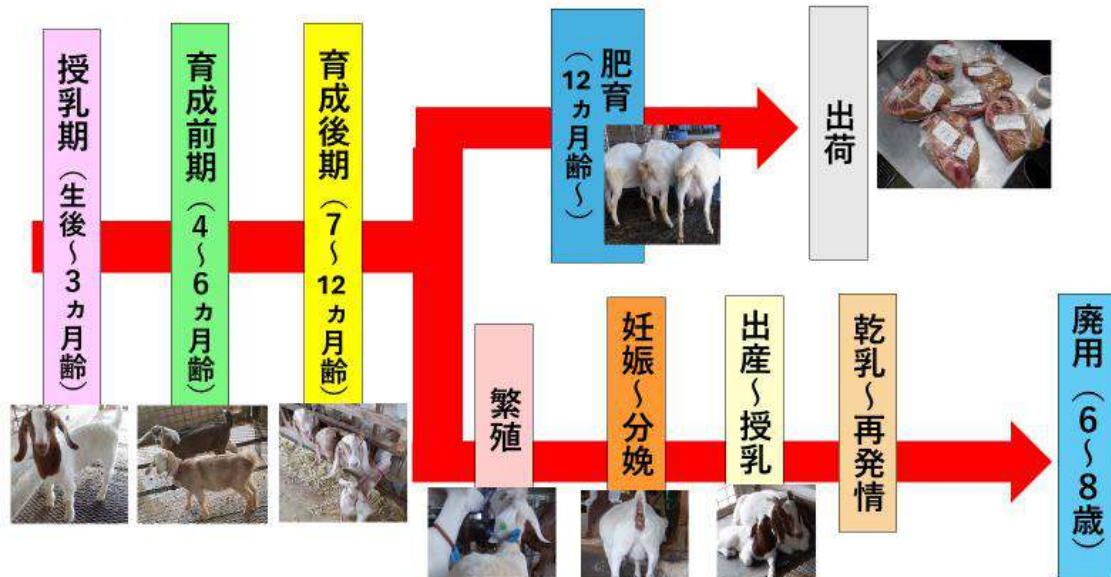 授乳期（生後～3ヵ月齢）
育成前期（4～6ヵ月齢）
育成後期（7～12ヵ月齢）
肥育
（12ヵ月齢～）
出荷
繁殖
妊娠～分娩
出産～授乳
乾乳～再発情
廃用（6～8歳）